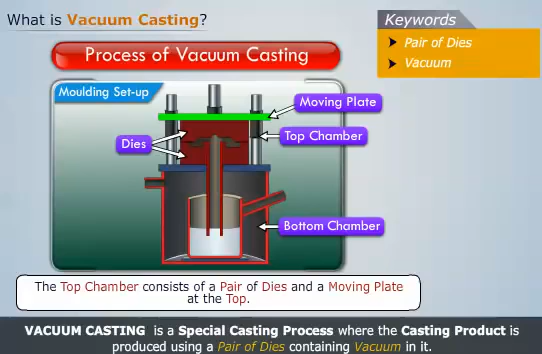 What is Vacuum Casting?
Keywords
Pair of Dies
Vacuum
Process of Vacuum Casting
Moulding Set-up
Moving Plate
Top Chamber
Dies
Bottom Chamber
The Top Chamber consists of a Pair of Dies and a Moving Plate
at the Top.
VACUUM CASTING is a Special Casting Process where the Casting Product is
produced using a Pair of Dies containing Vacuum in it.